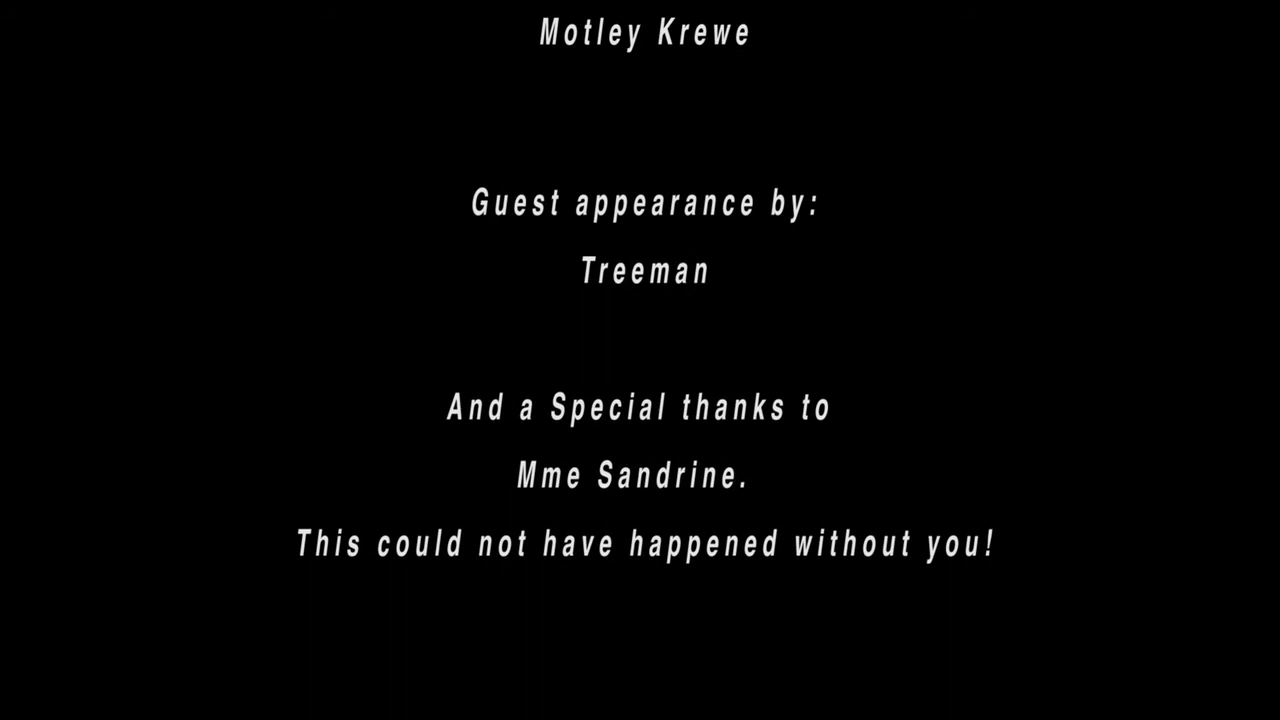 Motley Krewe
Guest appearance by:
Treeman
And a Special thanks to
Mme Sandrine.
This could not have happened without you!